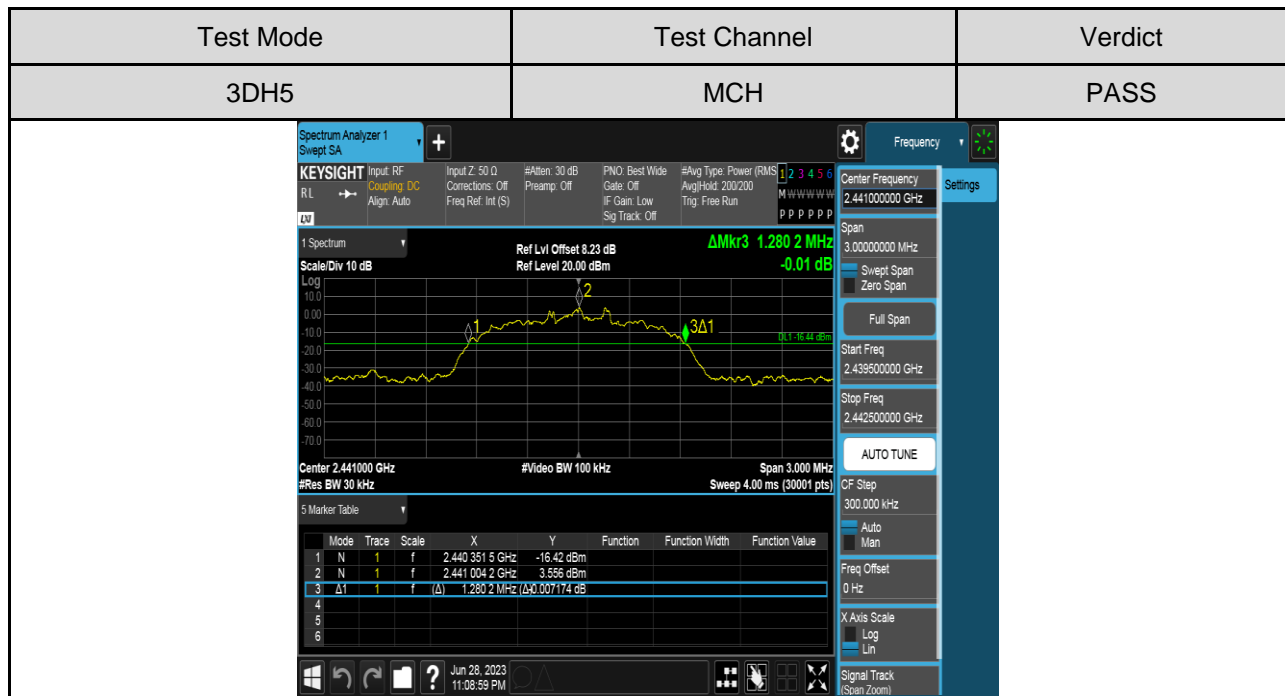 Test Mode Test Channel Verdict
3DH5 MCH PASS
Spectrum Analyzer 1
Swept SA
+
Frequency
Settings
KEYSIGHT
RL
LXI
Input: RF
Coupling: DC
Align: Auto
Input Z: 50 Ω
Corrections: Off
Freq Ref: Int (S)
#Atten: 30 dB
Preamp: Off
PNO: Best Wide
Gate: Off
IF Gain: Low
Sig Track: Off
#Avg Type: Power (RMS
Avg|Hold: 200/200
Trig: Free Run
1 2 3 4 5 6
M W W W W W
P P P P P P
1 Spectrum
Scale/Div 10 dB
Ref Lvl Offset 8.23 dB
Ref Level 20.00 dBm
ΔMkr3 1.280 2 MHz
-0.01 dB
Log
10.0
0.00
-10.0
-20.0
-30.0
-40.0
-50.0
-60.0
-70.0
1
2
3Δ1
DL1 -16.44 dBm
Center 2.441000 GHz
#Video BW 100 kHz
Span 3.000 MHz
#Res BW 30 kHz
Sweep 4.00 ms (30001 pts)
5 Marker Table
Mode Trace Scale X Y Function Function Width Function Value
1 N 1 f 2.440 351 5 GHz -16.42 dBm
2 N 1 f 2.441 004 2 GHz 3.556 dBm
3 Δ1 1 f (Δ) 1.280 2 MHz (Δ) -0.007174 dB
4
5
6
?
Jun 28, 2023
11:08:59 PM
Center Frequency
2.441000000 GHz
Span
3.00000000 MHz
Swept Span
Zero Span
Full Span
Start Freq
2.439500000 GHz
Stop Freq
2.442500000 GHz
AUTO TUNE
CF Step
300.000 kHz
Auto
Man
Freq Offset
0 Hz
X Axis Scale
Log
Lin
Signal Track
(Span Zoom)